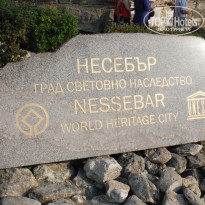 НЕСЕБЪР
ГРАД СВЕТОВНО НАСЛЕДСТВО
NESSEBAR
WORLD HERITAGE CITY